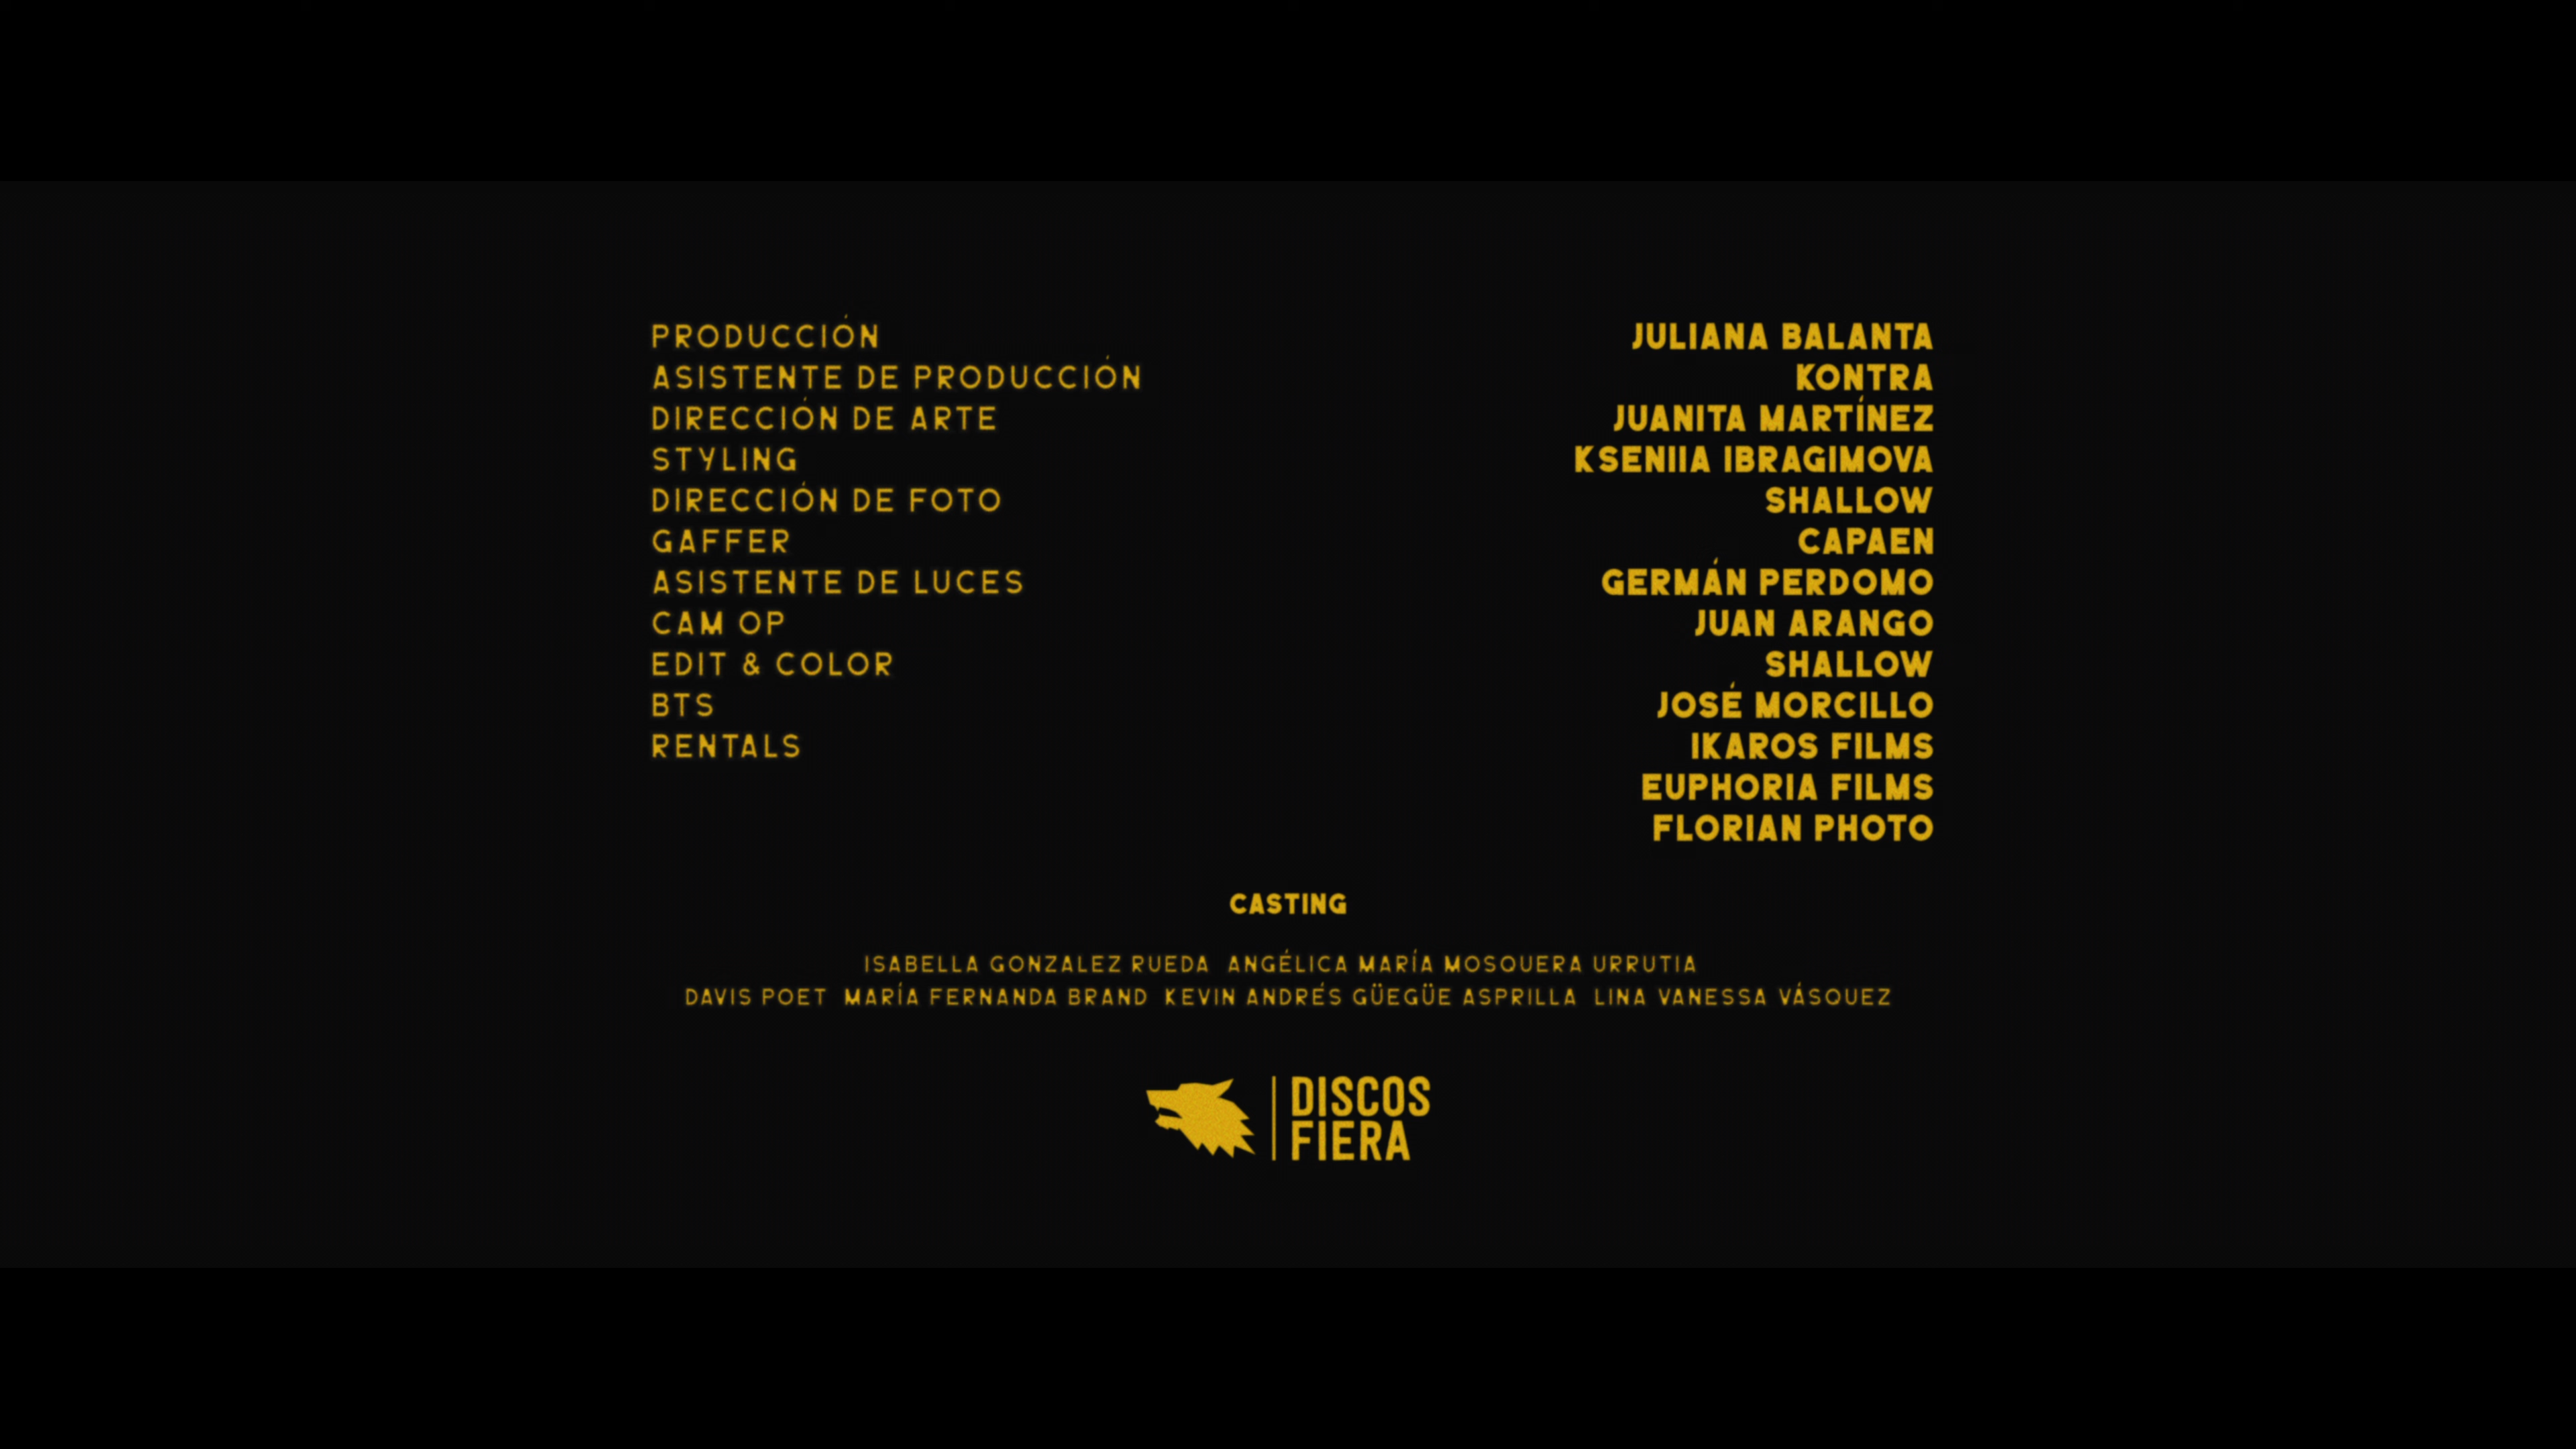 PRODUCCIÓN JULIANA BALANTA
ASISTENTE DE PRODUCCIÓN KONTRA
DIRECCIÓN DE ARTE JUANITA MARTÍNEZ
STYLING KSENIIA IBRAGIMOVA
DIRECCIÓN DE FOTO SHALLOW
GAFFER CAPAEN
ASISTENTE DE LUCES GERMÁN PERDOMO
CAM OP JUAN ARANGO
EDIT & COLOR SHALLOW
BTS JOSÉ MORCILLO
RENTALS IKAROS FILMS
EUPHORIA FILMS
FLORIAN PHOTO
CASTING
ISABELLA GONZALEZ RUEDA ANGÉLICA MARÍA MOSQUERA URRUTIA
DAVIS POET MARÍA FERNANDA BRAND KEVIN ANDRÉS GÜEGÜE ASPRILLA LINA VANESSA VÁSQUEZ
DISCOS
FIERA